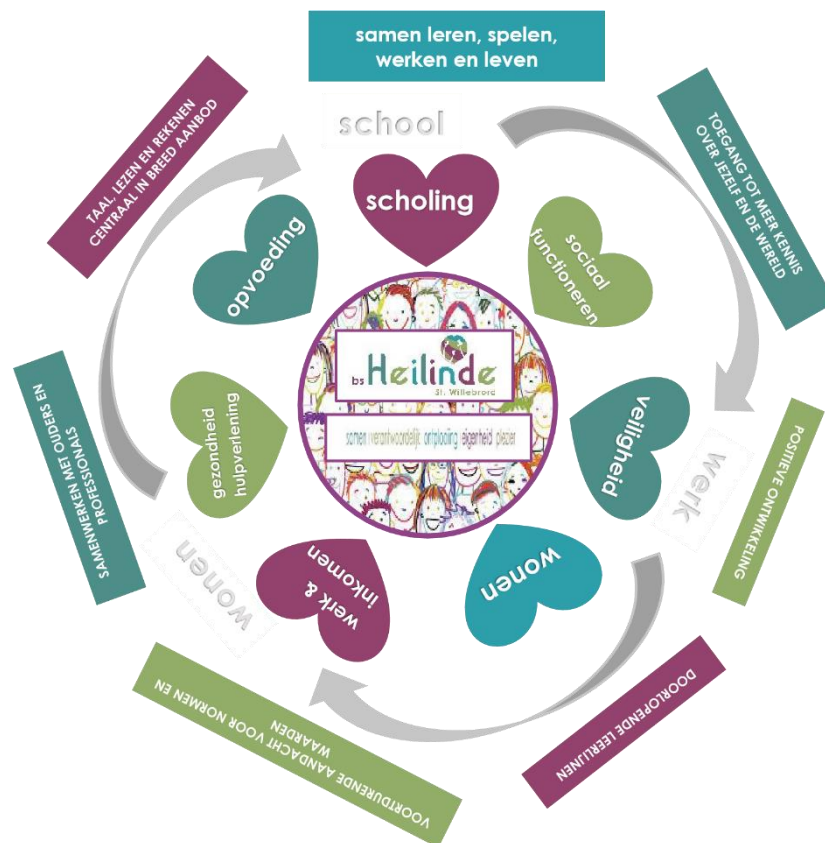 samen leren, spelen,
werken en leven
school
scholing
TOEGANG TOT MEER KENNIS
OVER JEZELF EN DE WERELD
sociaal
functioneren
veiligheid
werk
POSITIEVE ONTWIKKELING
DOORLOPENDE LEERLIJNEN
wonen
werk &
inkomen
VOORTDURENDE AANDACHT VOOR NORMEN EN
WAARDEN
wonen
gezondheid
hulpverlening
SAMENWERKEN MET OUDERS EN
PROFESSIONALS
opvoeding
TAAL, LEZEN EN REKENEN
CENTRAAL IN BREED AANBOD
bs Heilinde
St. Willebrord
samen verantwoordelijk ontplooiing eigenheid plezier